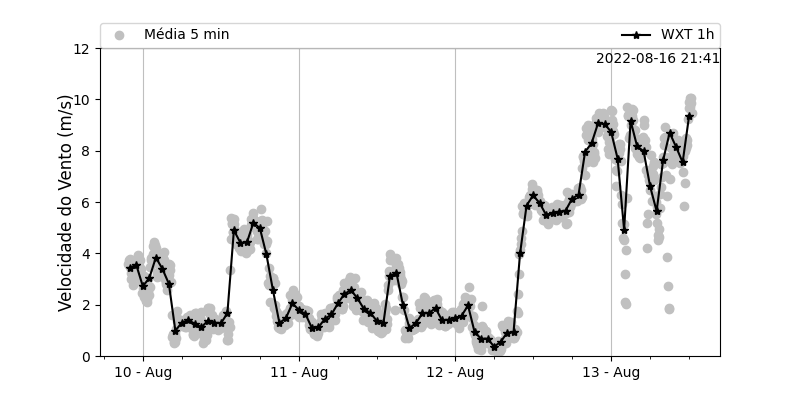 Média 5 min
WXT 1h
2022-08-16 21:41
Velocidade do Vento (m/s)
12
10
8
6
4
2
0
10 - Aug
11 - Aug
12 - Aug
13 - Aug